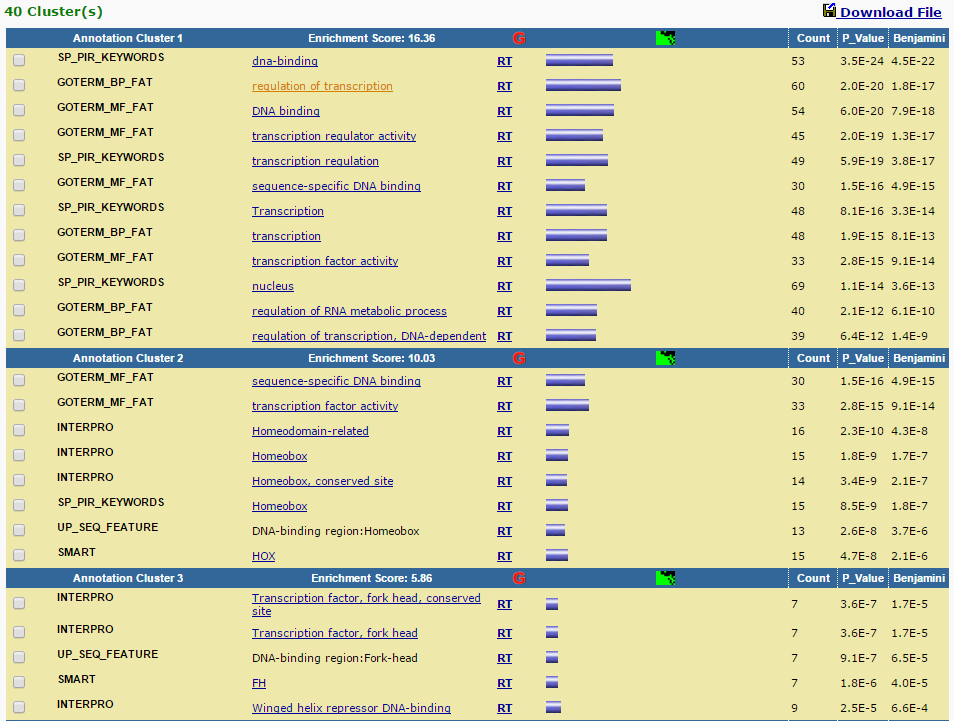 40 Cluster(s) Download File
Annotation Cluster 1 Enrichment Score: 16.36 G Count P_Value Benjamini
SP_PIR_KEYWORDS dna-binding RT 53 3.5E-24 4.5E-22
GOTERM_BP_FAT regulation of transcription RT 60 2.0E-20 1.8E-17
GOTERM_MF_FAT DNA binding RT 54 6.0E-20 7.9E-18
GOTERM_MF_FAT transcription regulator activity RT 45 2.0E-19 1.3E-17
SP_PIR_KEYWORDS transcription regulation RT 49 5.9E-19 3.8E-17
GOTERM_MF_FAT sequence-specific DNA binding RT 30 1.5E-16 4.9E-15
SP_PIR_KEYWORDS Transcription RT 48 8.1E-16 3.3E-14
GOTERM_BP_FAT transcription RT 48 1.9E-15 8.1E-13
GOTERM_MF_FAT transcription factor activity RT 33 2.8E-15 9.1E-14
SP_PIR_KEYWORDS nucleus RT 69 1.1E-14 3.6E-13
GOTERM_BP_FAT regulation of RNA metabolic process RT 40 2.1E-12 6.1E-10
GOTERM_BP_FAT regulation of transcription, DNA-dependent RT 39 6.4E-12 1.4E-9
Annotation Cluster 2 Enrichment Score: 10.03 G Count P_Value Benjamini
GOTERM_MF_FAT sequence-specific DNA binding RT 30 1.5E-16 4.9E-15
GOTERM_MF_FAT transcription factor activity RT 33 2.8E-15 9.1E-14
INTERPRO Homeodomain-related RT 16 2.3E-10 4.3E-8
INTERPRO Homeobox RT 15 1.8E-9 1.7E-7
INTERPRO Homeobox, conserved site RT 14 3.4E-9 2.1E-7
SP_PIR_KEYWORDS Homeobox RT 15 8.5E-9 1.8E-7
UP_SEQ_FEATURE DNA-binding region:Homeobox RT 13 2.6E-8 3.7E-6
SMART HOX RT 15 4.7E-8 2.1E-6
Annotation Cluster 3 Enrichment Score: 5.86 G Count P_Value Benjamini
INTERPRO Transcription factor, fork head, conserved
site RT 7 3.6E-7 1.7E-5
INTERPRO Transcription factor, fork head RT 7 3.6E-7 1.7E-5
UP_SEQ_FEATURE DNA-binding region:Fork-head RT 7 9.1E-7 6.5E-5
SMART FH RT 7 1.8E-6 4.0E-5
INTERPRO Winged helix repressor DNA-binding RT 9 2.5E-5 6.6E-4